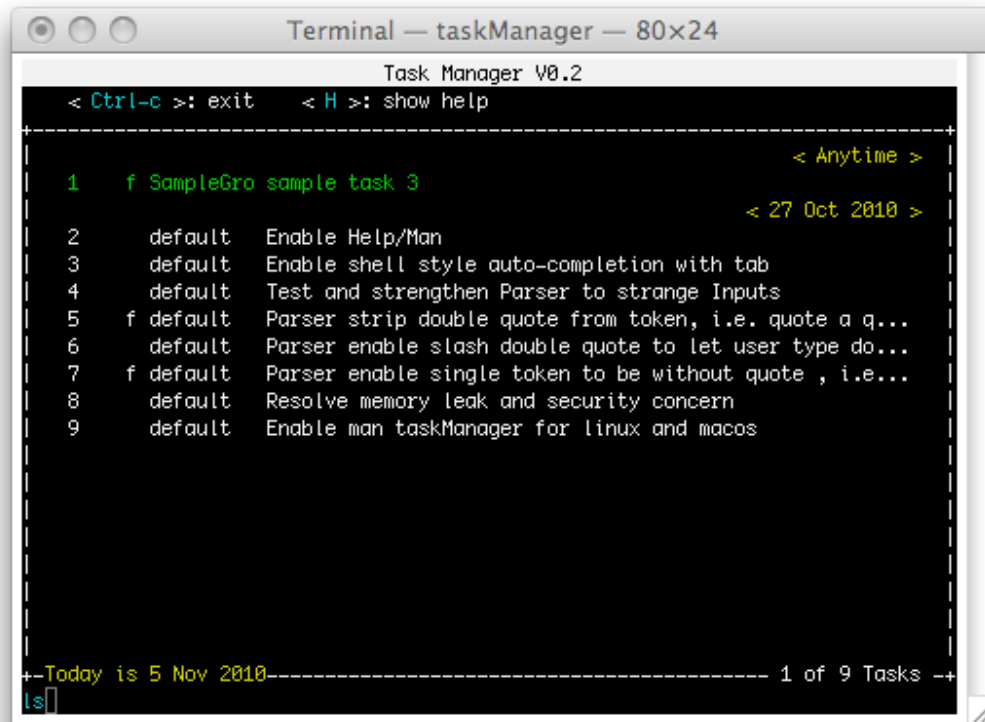 Terminal — taskManager — 80×24
Task Manager V0.2
< Ctrl-c >: exit < H >: show help
< Anytime >
1 f SampleGro sample task 3
< 27 Oct 2010 >
2 default Enable Help/Man
3 default Enable shell style auto-completion with tab
4 default Test and strengthen Parser to strange Inputs
5 f default Parser strip double quote from token, i.e. quote a q...
6 default Parser enable slash double quote to let user type do...
7 f default Parser enable single token to be without quote , i.e...
8 default Resolve memory leak and security concern
9 default Enable man taskManager for linux and macos
Today is 5 Nov 2010 1 of 9 Tasks
ls